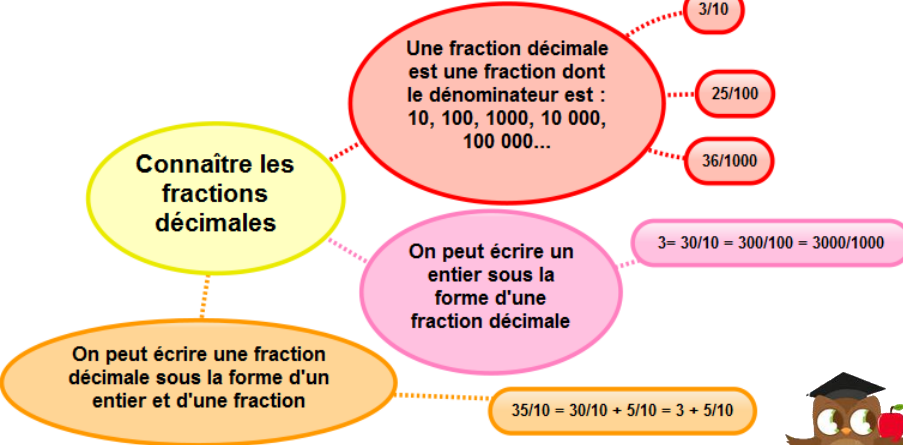 Connaître les
fractions
décimales
Une fraction décimale
est une fraction dont
le dénominateur est :
10, 100, 1000, 10 000,
100 000...
3/10
25/100
36/1000
On peut écrire un
entier sous la
forme d'une
fraction décimale
3= 30/10 = 300/100 = 3000/1000
On peut écrire une fraction
décimale sous la forme d'un
entier et d'une fraction
35/10 = 30/10 + 5/10 = 3 + 5/10